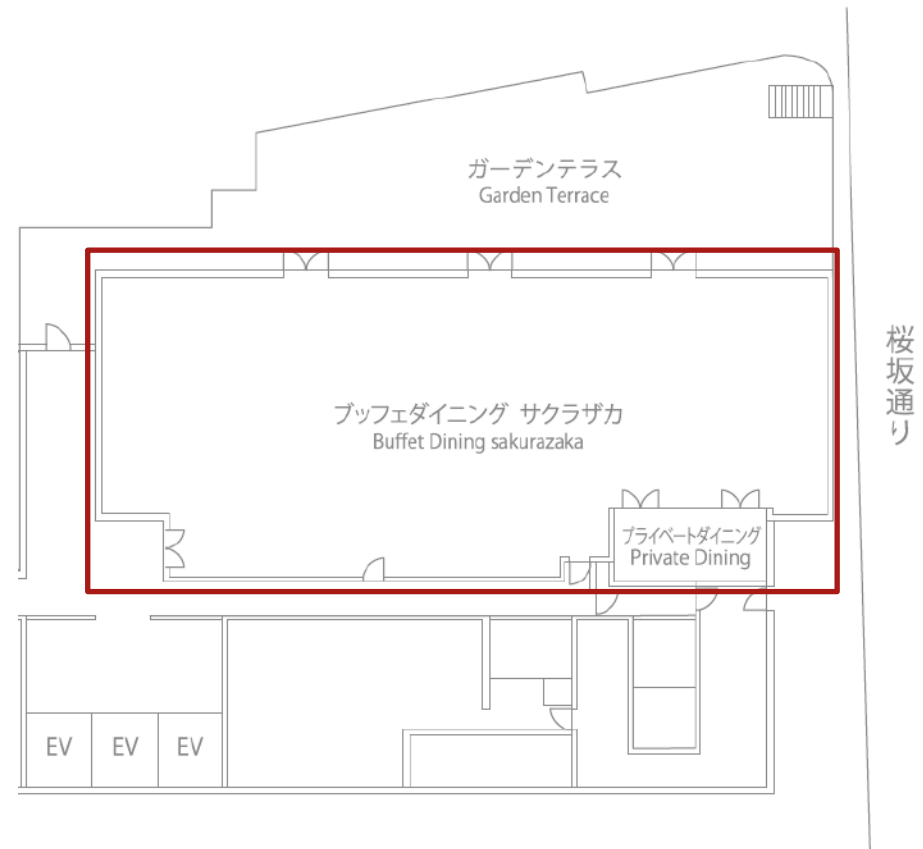 ガーデンテラス
Garden Terrace
桜坂通り
ブッフェダイニング サクラザカ
Buffet Dining sakurazaka
プライベートダイニング
Private Dining
EV
EV
EV